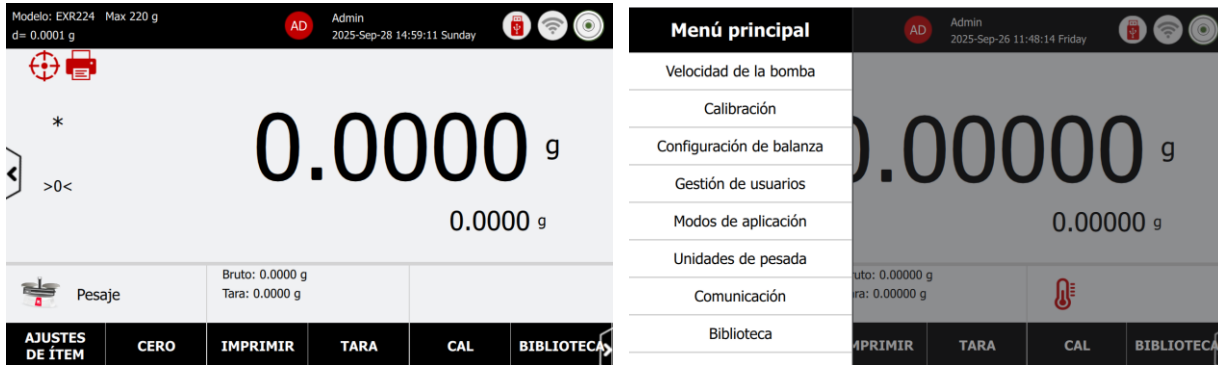 Modelo: EXR224 Max 220 g
d= 0.0001 g
AD
Admin
2025-Sep-28 14:59:11 Sunday
*
0.0000 g
>0<
0.0000 g
Pesaje
Bruto: 0.0000 g
Tara: 0.0000 g
AJUSTES
DE ÍTEM
CERO
IMPRIMIR
TARA
CAL
BIBLIOTECA
Menú principal
AD
Admin
2025-Sep-26 11:48:14 Friday
Velocidad de la bomba
Calibración
Configuración de balanza
Gestión de usuarios
Modos de aplicación
Unidades de pesada
Comunicación
Biblioteca
0.00000 g
0.00000 g
ruto: 0.00000 g
ra: 0.00000 g
MPRIMIR
TARA
CAL
BIBLIOTECA